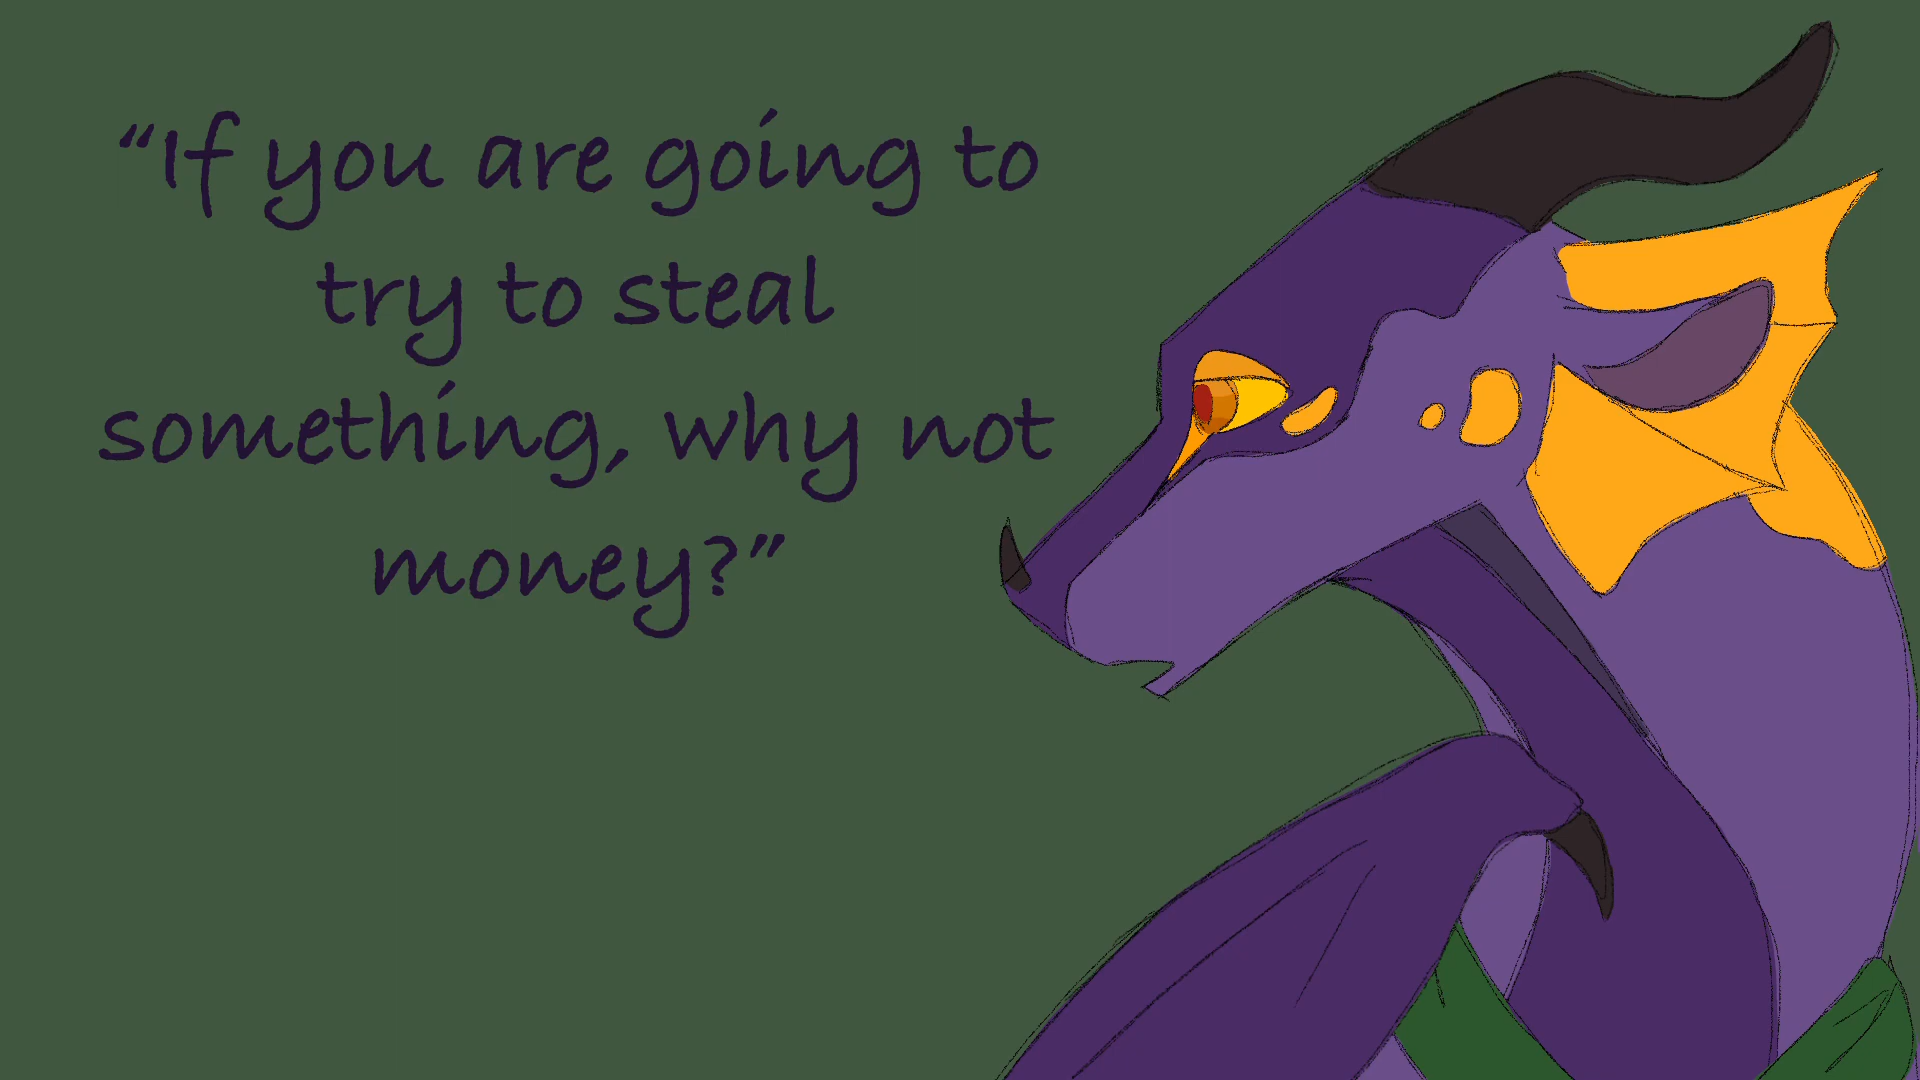 “If you are going to
try to steal
something, why not
money?”